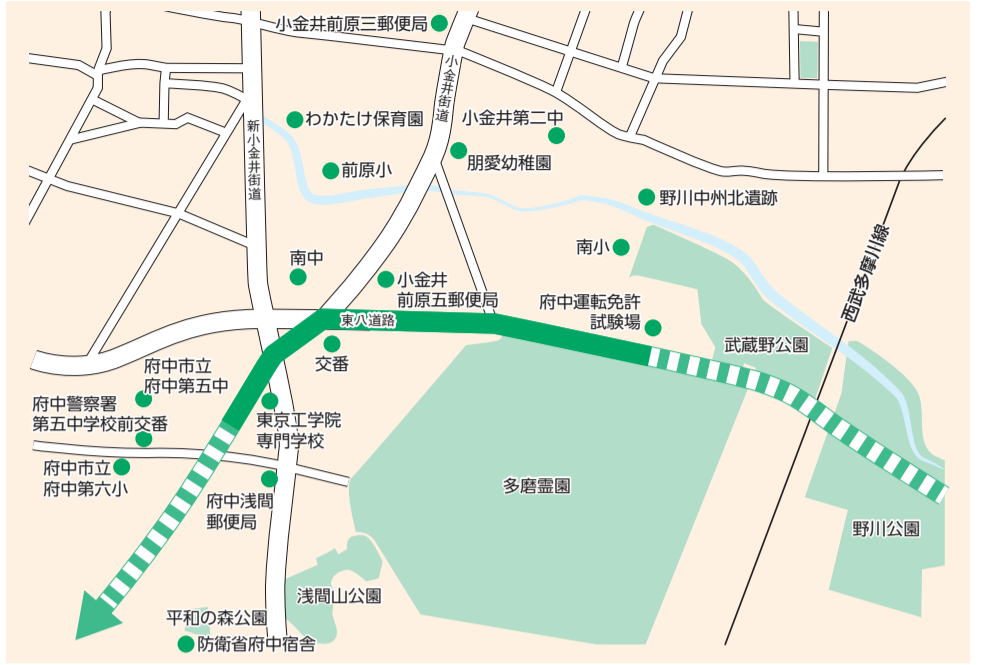 小金井前原三郵便局
小金井街道
わかたけ保育園
小金井第二中
新小金井街道
朋愛幼稚園
前原小
野川中州北遺跡
南小
南中
西武多摩川線
小金井
前原五郵便局
府中運転免許
試験場
東八道路
武蔵野公園
交番
府中市立
府中第五中
府中警察署
第五中学校前交番
東京工学院
専門学校
府中市立
府中第六小
多磨霊園
府中浅間
郵便局
野川公園
浅間山公園
平和の森公園
防衛省府中宿舎